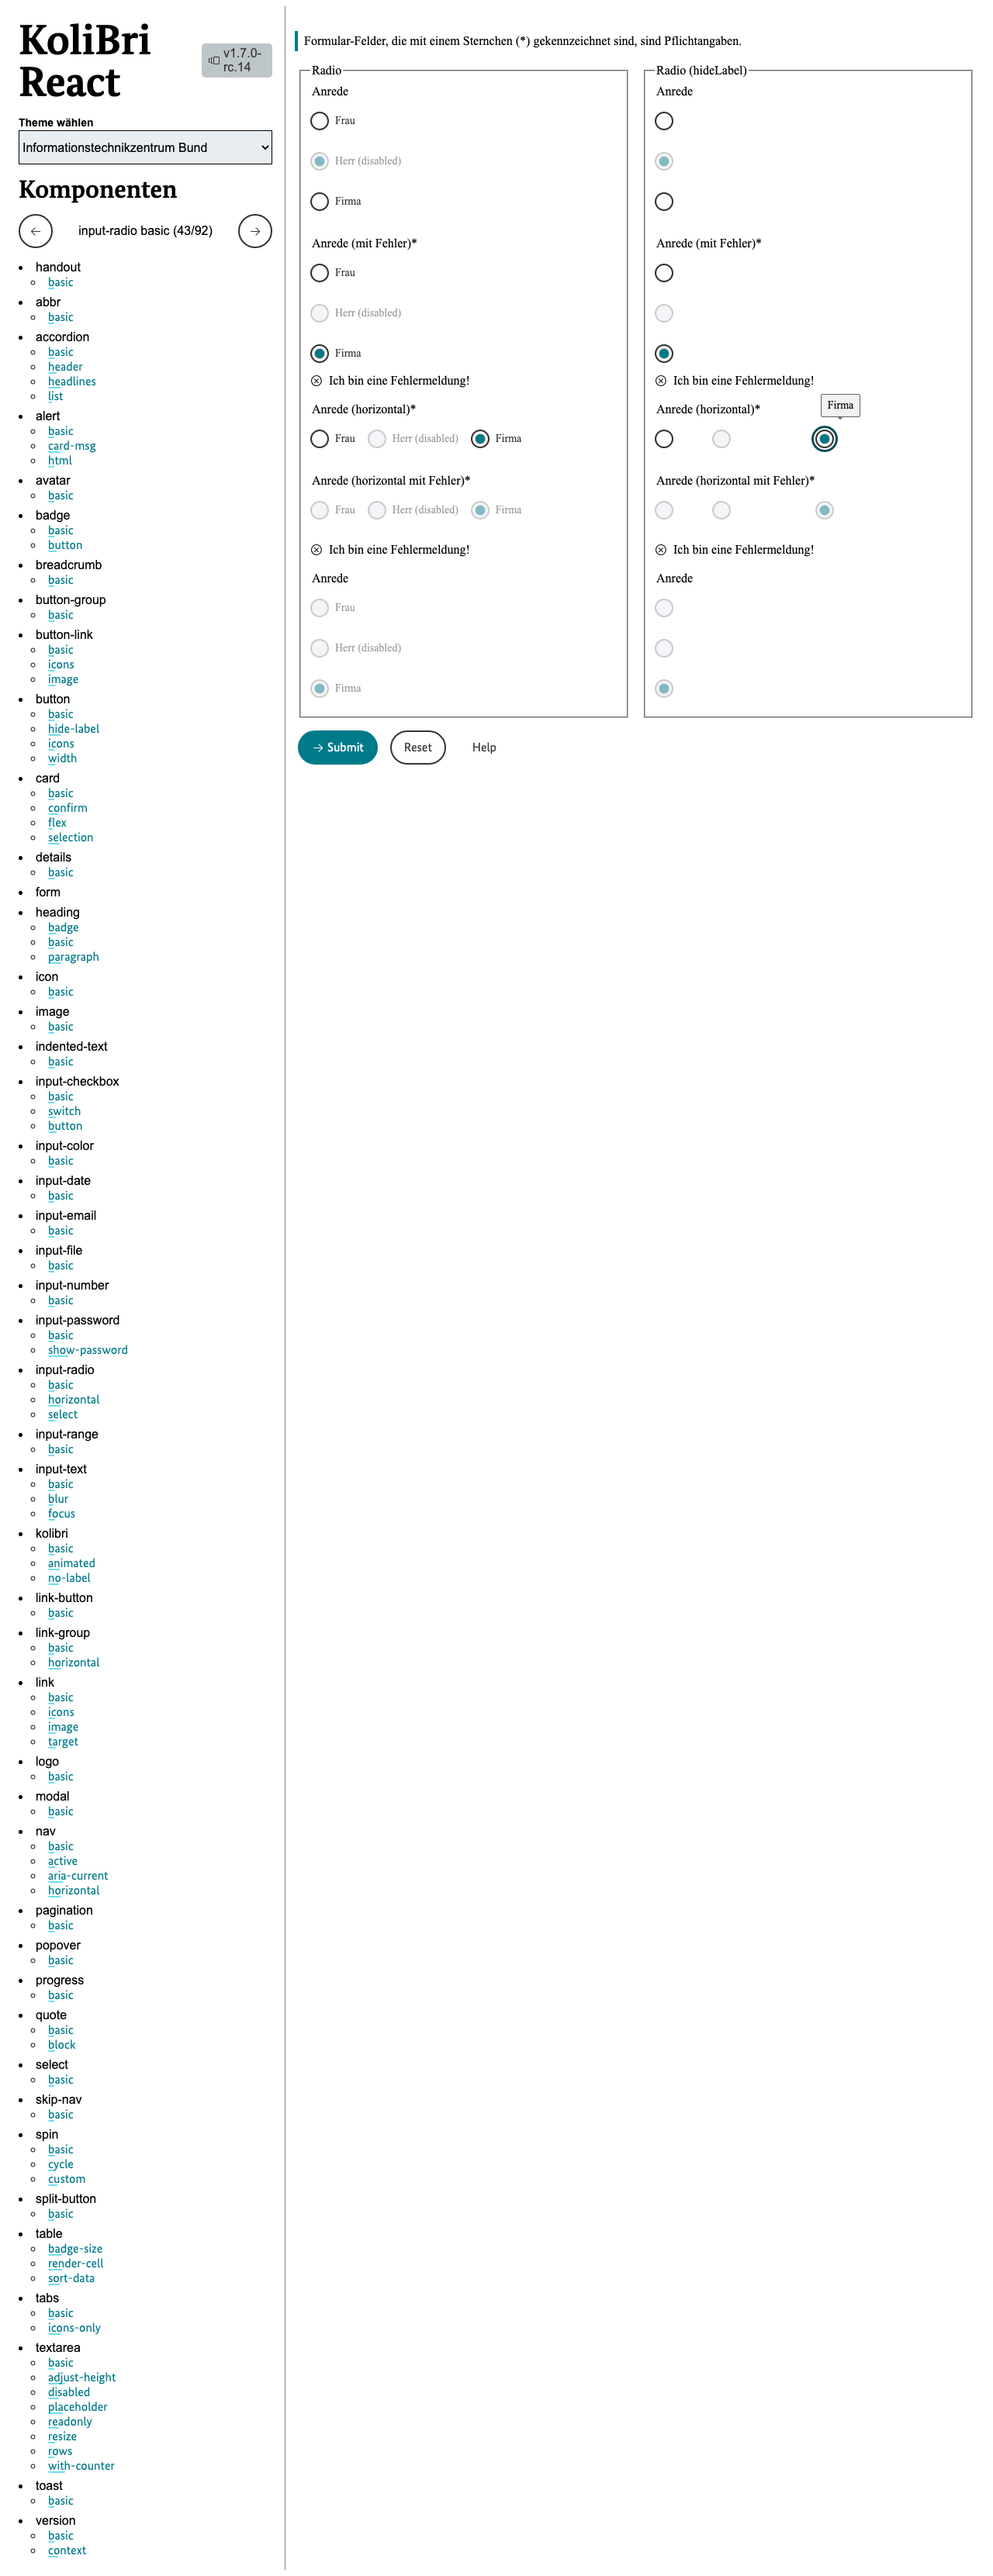 KoliBri
React
v1.7.0-
rc.14
Theme wählen
Informationstechnikzentrum Bund
Komponenten
input-radio basic (43/92)
handout
basic
abbr
basic
accordion
basic
header
headlines
list
alert
basic
card-msg
html
avatar
basic
badge
basic
button
breadcrumb
basic
button-group
basic
button-link
basic
icons
image
button
basic
hide-label
icons
width
card
basic
confirm
flex
selection
details
basic
form
heading
badge
basic
paragraph
icon
basic
image
basic
indented-text
basic
input-checkbox
basic
switch
button
input-color
basic
input-date
basic
input-email
basic
input-file
basic
input-number
basic
input-password
basic
show-password
input-radio
basic
horizontal
select
input-range
basic
input-text
basic
blur
focus
kolibri
basic
animated
no-label
link-button
basic
link-group
basic
horizontal
link
basic
icons
image
target
logo
basic
modal
basic
nav
basic
active
aria-current
horizontal
pagination
basic
popover
basic
progress
basic
quote
basic
block
select
basic
skip-nav
basic
spin
basic
cycle
custom
split-button
basic
table
badge-size
render-cell
sort-data
tabs
basic
icons-only
textarea
basic
adjust-height
disabled
placeholder
readonly
resize
rows
with-counter
toast
basic
version
basic
context
Formular-Felder, die mit einem Sternchen (*) gekennzeichnet sind, sind Pflichtangaben.
Radio
Anrede
Frau
Herr (disabled)
Firma
Anrede (mit Fehler)*
Frau
Herr (disabled)
Firma
Ich bin eine Fehlermeldung!
Anrede (horizontal)*
Frau Herr (disabled) Firma
Anrede (horizontal mit Fehler)*
Frau Herr (disabled) Firma
Ich bin eine Fehlermeldung!
Anrede
Frau
Herr (disabled)
Firma
Radio (hideLabel)
Anrede
Anrede (mit Fehler)*
Ich bin eine Fehlermeldung!
Anrede (horizontal)*
Firma
Anrede (horizontal mit Fehler)*
Ich bin eine Fehlermeldung!
Anrede
Submit Reset Help